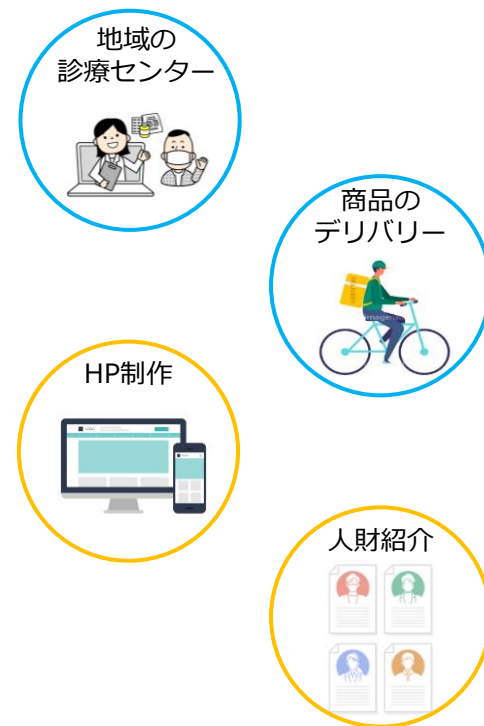 地域の
診療センター
商品の
デリバリー
HP制作
人財紹介